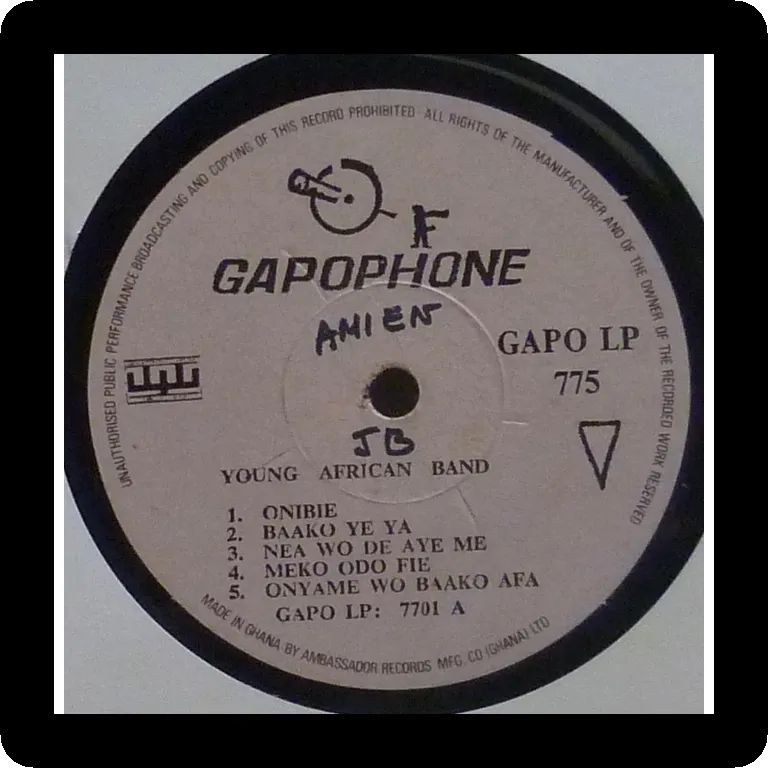 UNAUTHORISED PUBLIC PERFORMANCE BROADCASTING AND COPYING OF THIS RECORD PROHIBITED ALL RIGHTS OF THE MANUFACTURER AND OF THE OWNER OF THE RECORDED WORK RESERVED
GAPOPHONE
AMIEN
GAPO LP
775
JB
YOUNG AFRICAN BAND
1. ONIBIE
2. BAAKO YE YA
3. NEA WO DE AYE ME
4. MEKO ODO FIE
5. ONYAME WO BAAKO AFA
GAPO LP: 7701 A
MADE IN GHANA BY AMBASSADOR RECORDS MFG. CO (GHANA) LTD